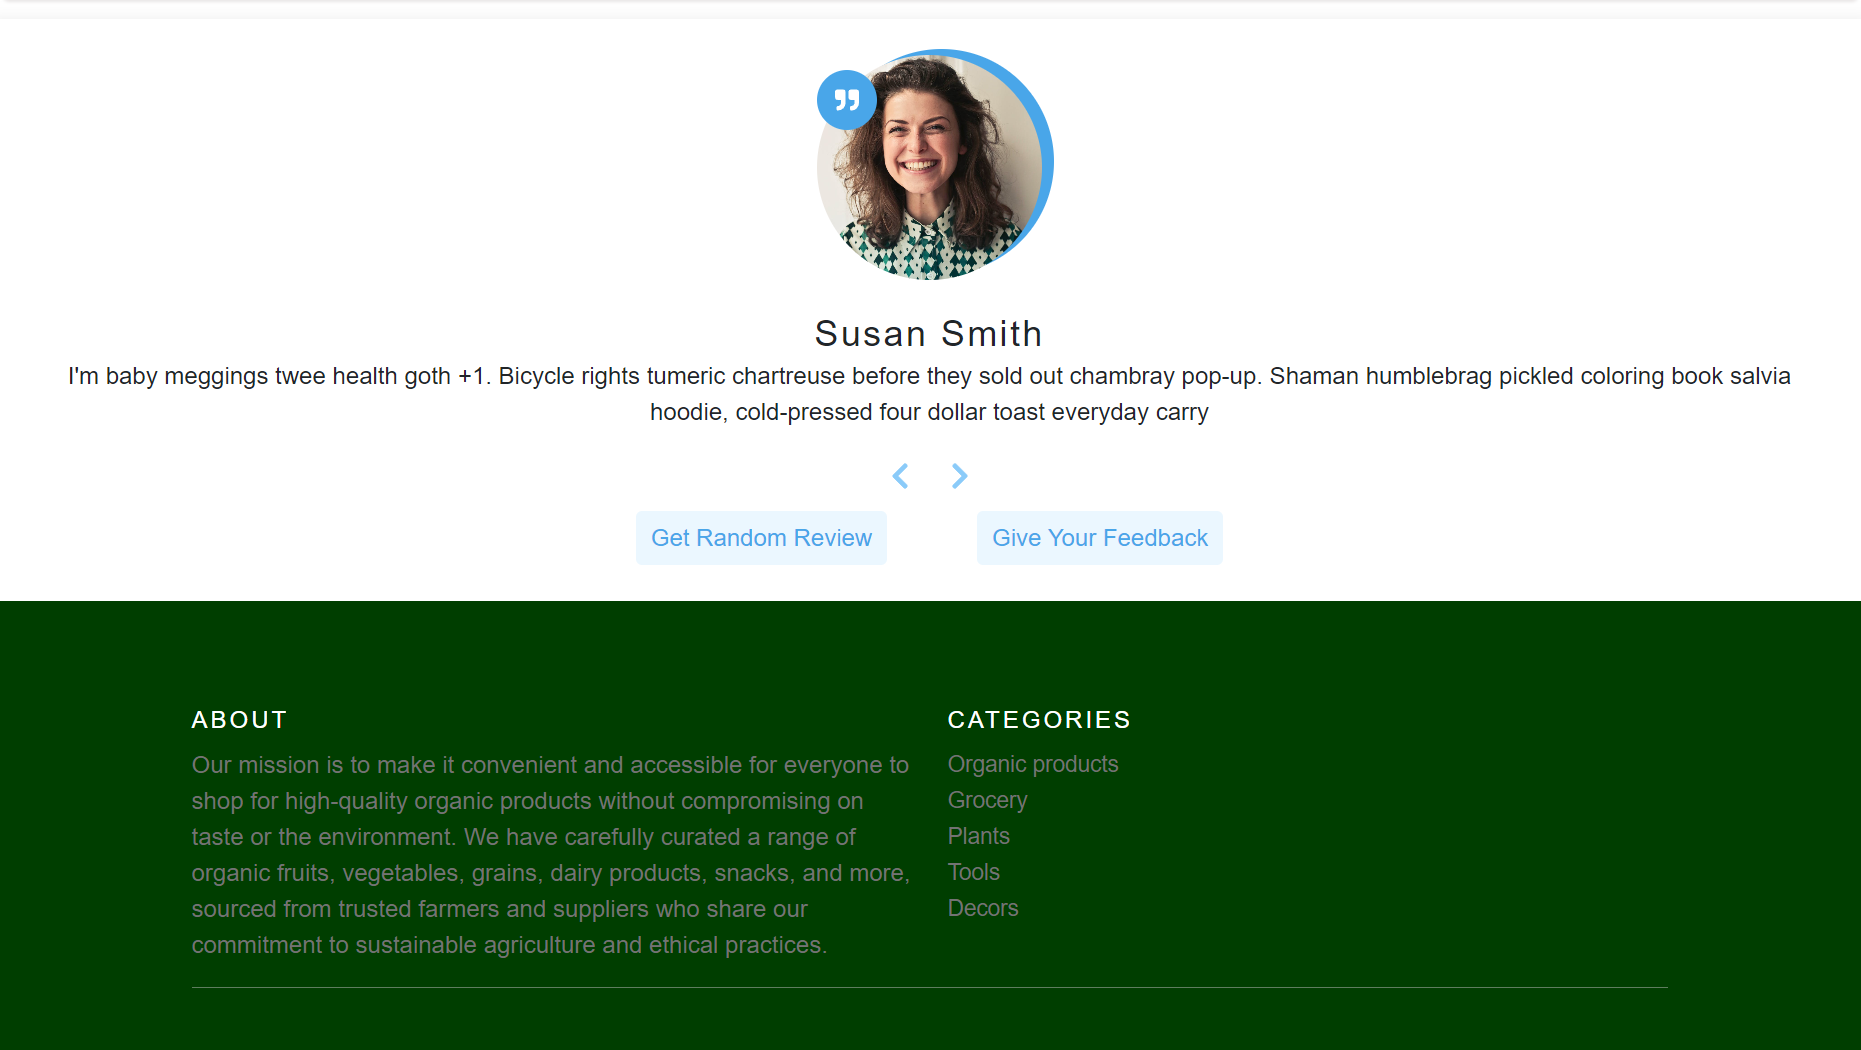 Susan Smith
I'm baby meggings twee health goth +1. Bicycle rights tumeric chartreuse before they sold out chambray pop-up. Shaman humblebrag pickled coloring book salvia
hoodie, cold-pressed four dollar toast everyday carry
Get Random Review
Give Your Feedback
ABOUT
Our mission is to make it convenient and accessible for everyone to
shop for high-quality organic products without compromising on
taste or the environment. We have carefully curated a range of
organic fruits, vegetables, grains, dairy products, snacks, and more,
sourced from trusted farmers and suppliers who share our
commitment to sustainable agriculture and ethical practices.
CATEGORIES
Organic products
Grocery
Plants
Tools
Decors